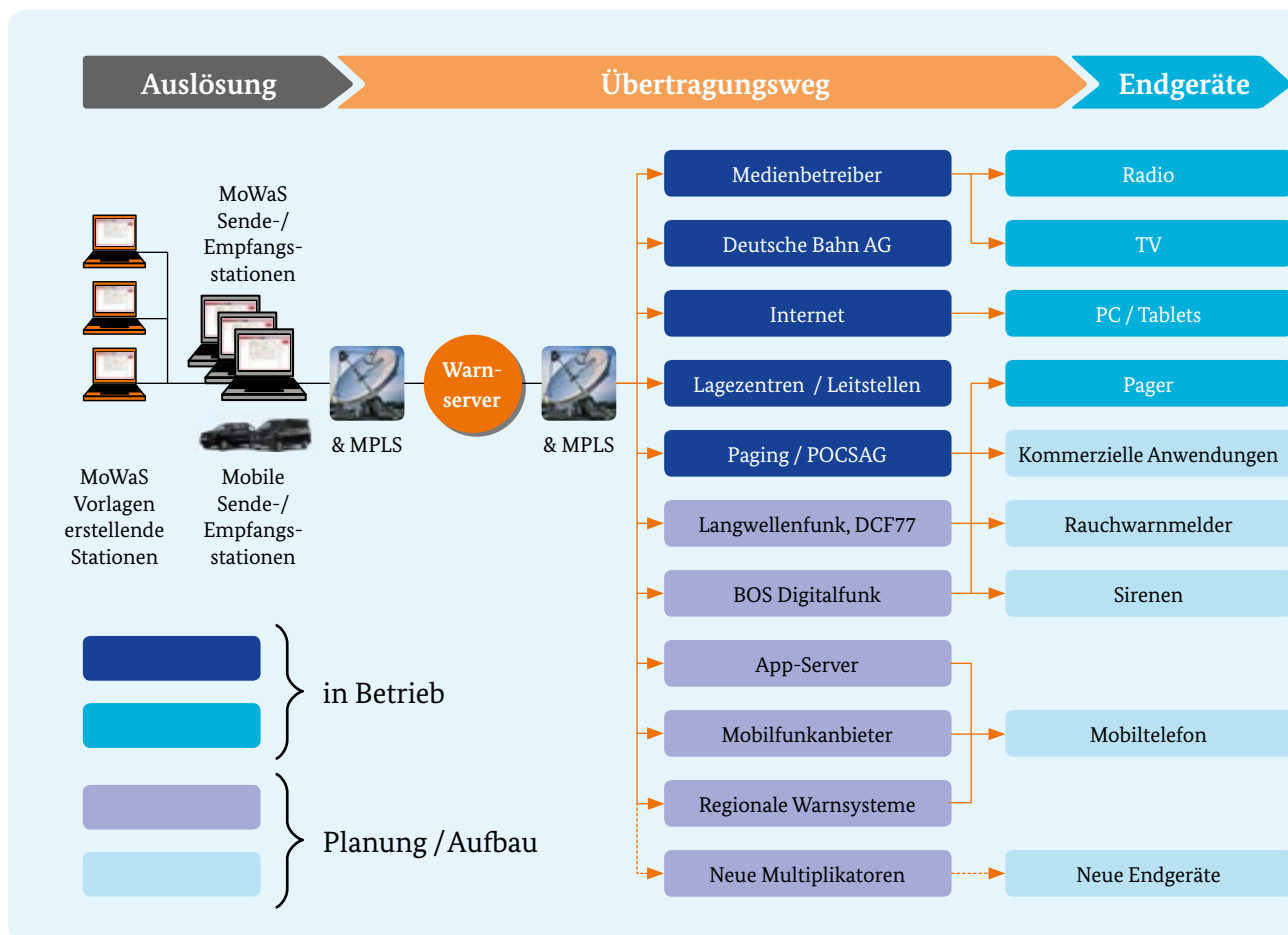 Auslösung
Übertragungsweg
Endgeräte
MoWaS
Sende-/
Empfangs-
stationen
MoWaS
Vorlagen
erstellende
Stationen
Mobile
Sende-/
Empfangs-
stationen
& MPLS
Warn-
server
& MPLS
Medienbetreiber
Deutsche Bahn AG
Internet
Lagezentren / Leitstellen
Paging / POCSAG
Langwellenfunk, DCF77
BOS Digitalfunk
App-Server
Mobilfunkanbieter
Regionale Warnsysteme
Neue Multiplikatoren
Radio
TV
PC / Tablets
Pager
Kommerzielle Anwendungen
Rauchwarnmelder
Sirenen
Mobiltelefon
Neue Endgeräte
in Betrieb
Planung / Aufbau